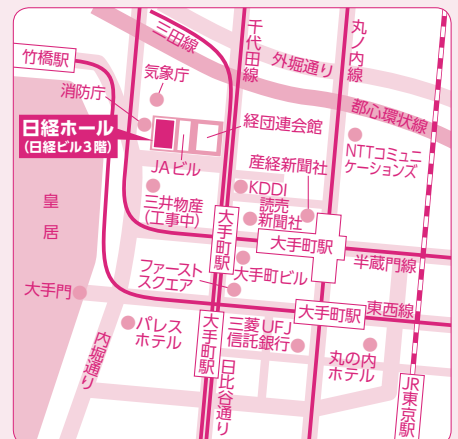 三田線
千代田線
丸ノ内線
外堀通り
都心環状線
竹橋駅
気象庁
消防庁
日経ホール
(日経ビル3階)
経団連会館
JAビル
産経新聞社
NTTコミュニ
ケーションズ
KDDI
読売
新聞社
三井物産
(工事中)
皇居
大手町駅
大手町駅
半蔵門線
ファースト
スクエア
大手町ビル
大手門
大手町駅
東西線
パレス
ホテル
大手町駅
三菱UFJ
信託銀行
丸の内
ホテル
内堀通り
日比谷通り
JR東京駅